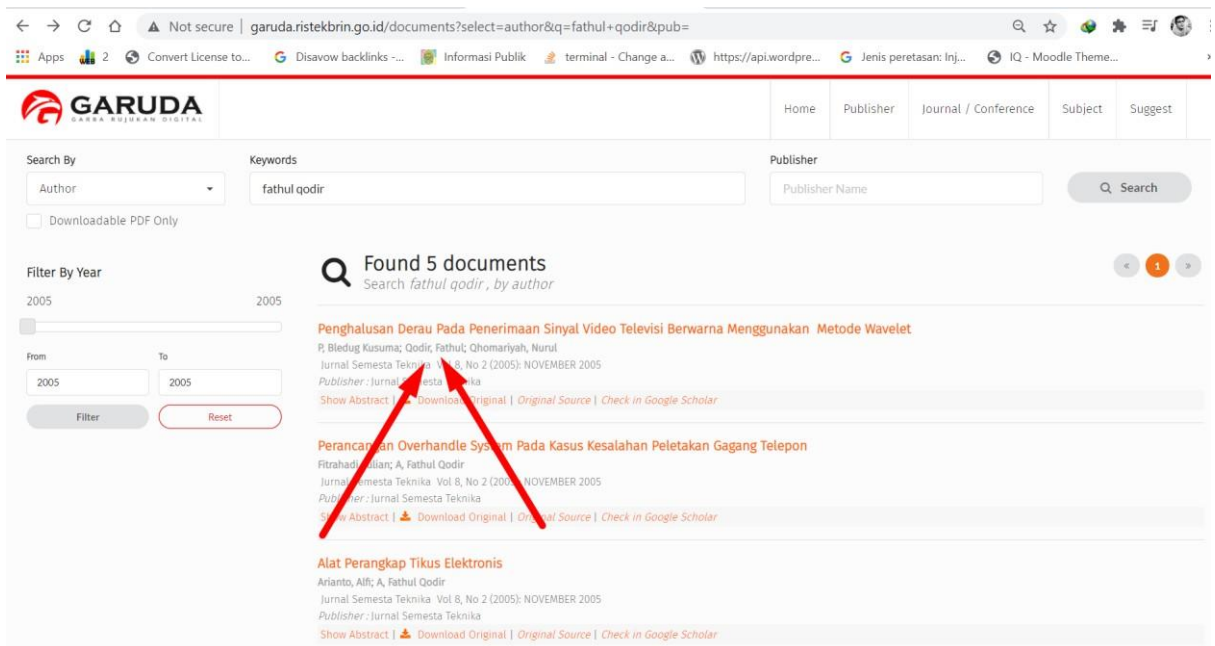 Not secure | garuda.ristekbrin.go.id/documents?select=author&q=fathul+qodir&pub=
Apps 2 Convert License to... Disavow backlinks -... Informasi Publik terminal - Change a... https://api.wordpre... Jenis peretasan: Inj... IQ - Moodle Theme...
GARUDA
GARBA RUJUKAN DIGITAL
Home Publisher Journal / Conference Subject Suggest
Search By Keywords Publisher
Author fathul qodir Publisher Name Search
Downloadable PDF Only
Filter By Year
2005 2005
From To
2005 2005
Filter Reset
Found 5 documents
Search fathul qodir , by author
« 1 »
Penghalusan Derau Pada Penerimaan Sinyal Video Televisi Berwarna Menggunakan Metode Wavelet
P, Bledug Kusuma; Qodir, Fathul; Qhomariyah, Nurul
Jurnal Semesta Teknika Vol 8, No 2 (2005): NOVEMBER 2005
Publisher : Jurnal Semesta Teknika
Show Abstract | Download Original | Original Source | Check in Google Scholar
Perancangan Overhandle System Pada Kasus Kesalahan Peletakan Gagang Telepon
Fitrahadi, A, Fathul Qodir
Jurnal Semesta Teknika Vol 8, No 2 (2005): NOVEMBER 2005
Publisher : Jurnal Semesta Teknika
Show Abstract | Download Original | Original Source | Check in Google Scholar
Alat Perangkap Tikus Elektronis
Arianto, Alfi; A, Fathul Qodir
Jurnal Semesta Teknika Vol 8, No 2 (2005): NOVEMBER 2005
Publisher : Jurnal Semesta Teknika
Show Abstract | Download Original | Original Source | Check in Google Scholar